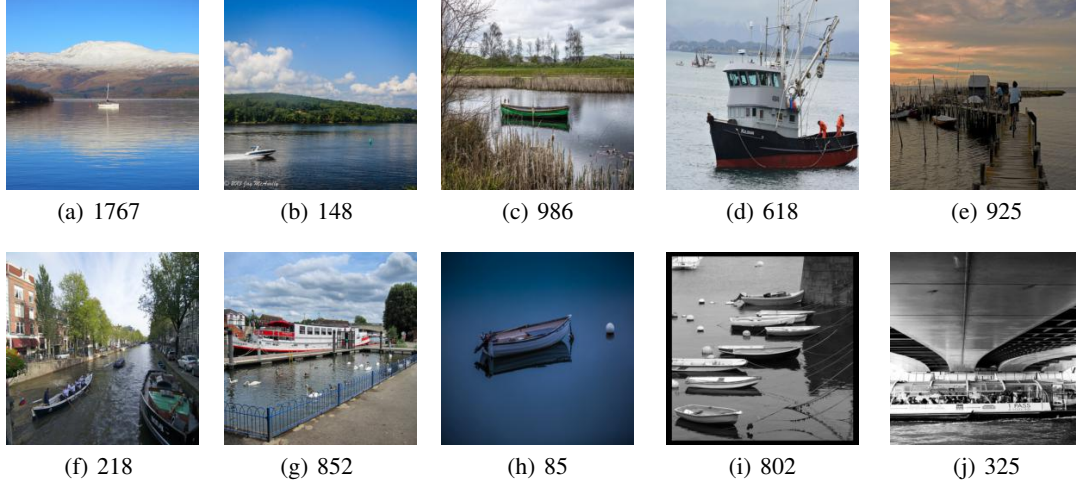 (a) 1767
(b) 148
(c) 986
(d) 618
(e) 925
(f) 218
(g) 852
(h) 85
(i) 802
(j) 325